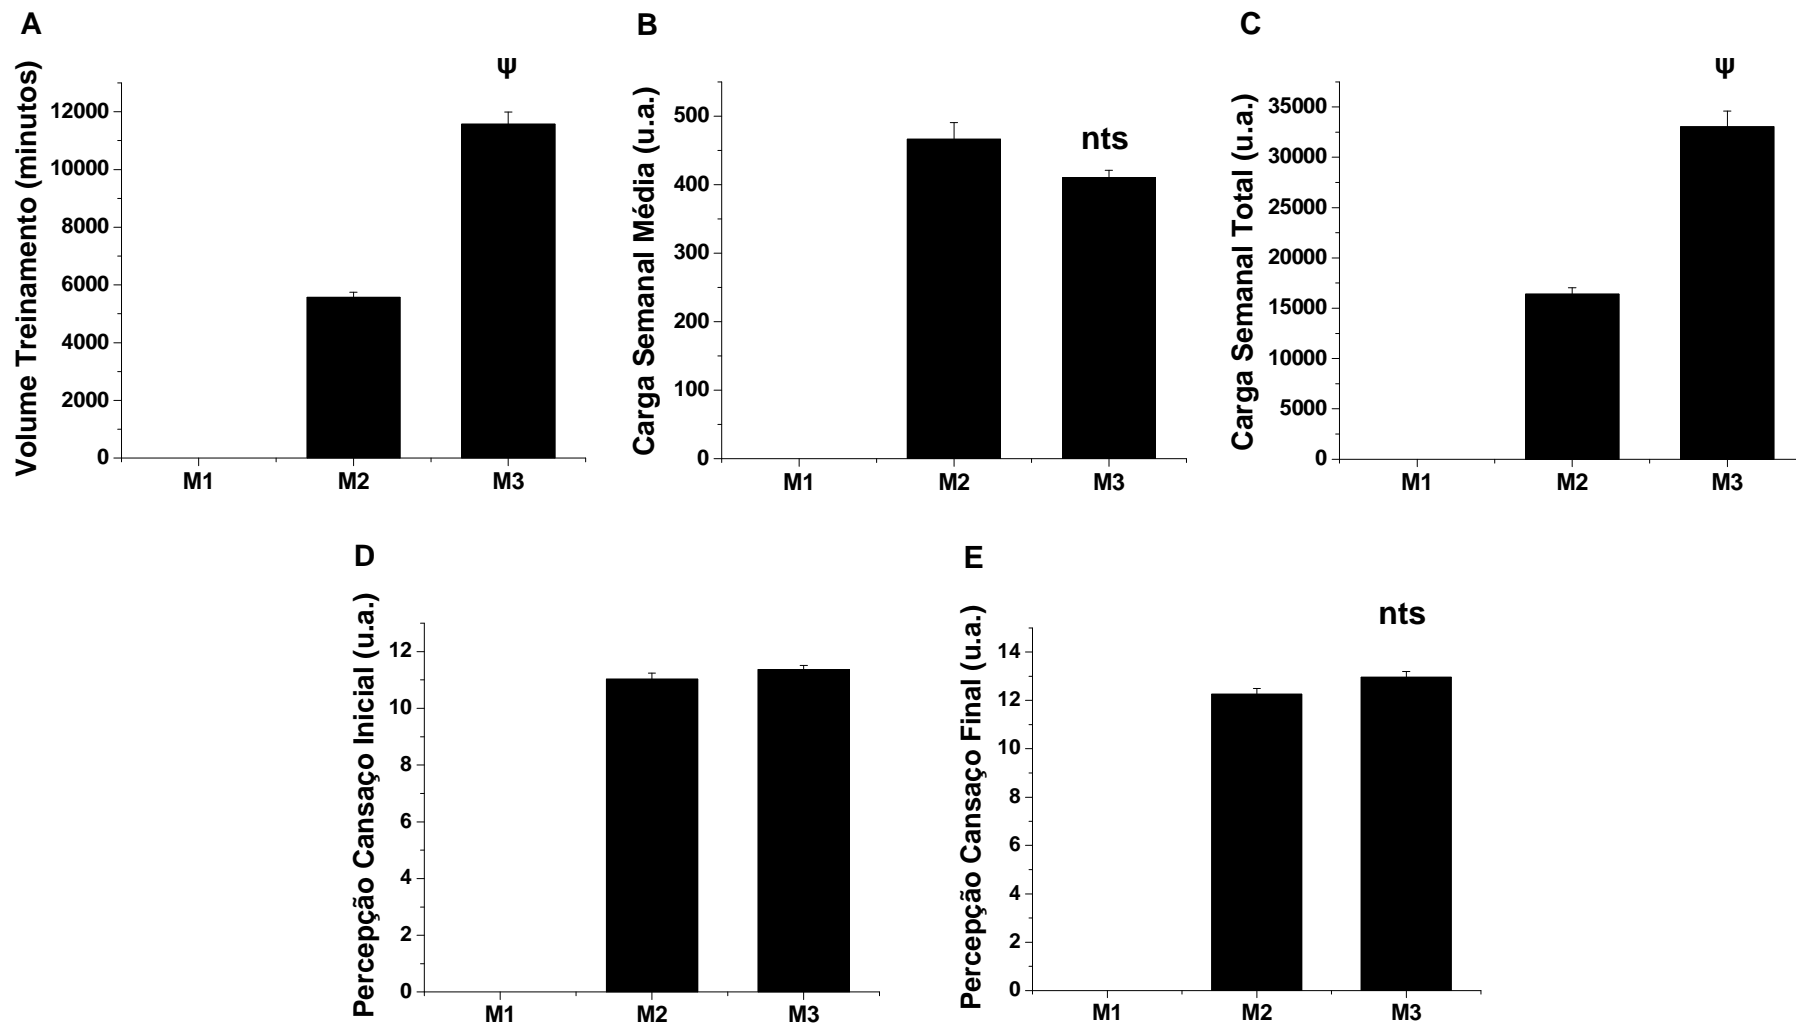 A
Volume Treinamento (minutos)
ψ
12000
10000
8000
6000
4000
2000
0
M1 M2 M3
B
Carga Semanal Média (u.a.)
nts
500
400
300
200
100
0
M1 M2 M3
C
Carga Semanal Total (u.a.)
ψ
35000
30000
25000
20000
15000
10000
5000
0
M1 M2 M3
D
Percepção Cansaço Inicial (u.a.)
12
10
8
6
4
2
0
M1 M2 M3
E
Percepção Cansaço Final (u.a.)
nts
14
12
10
8
6
4
2
0
M1 M2 M3